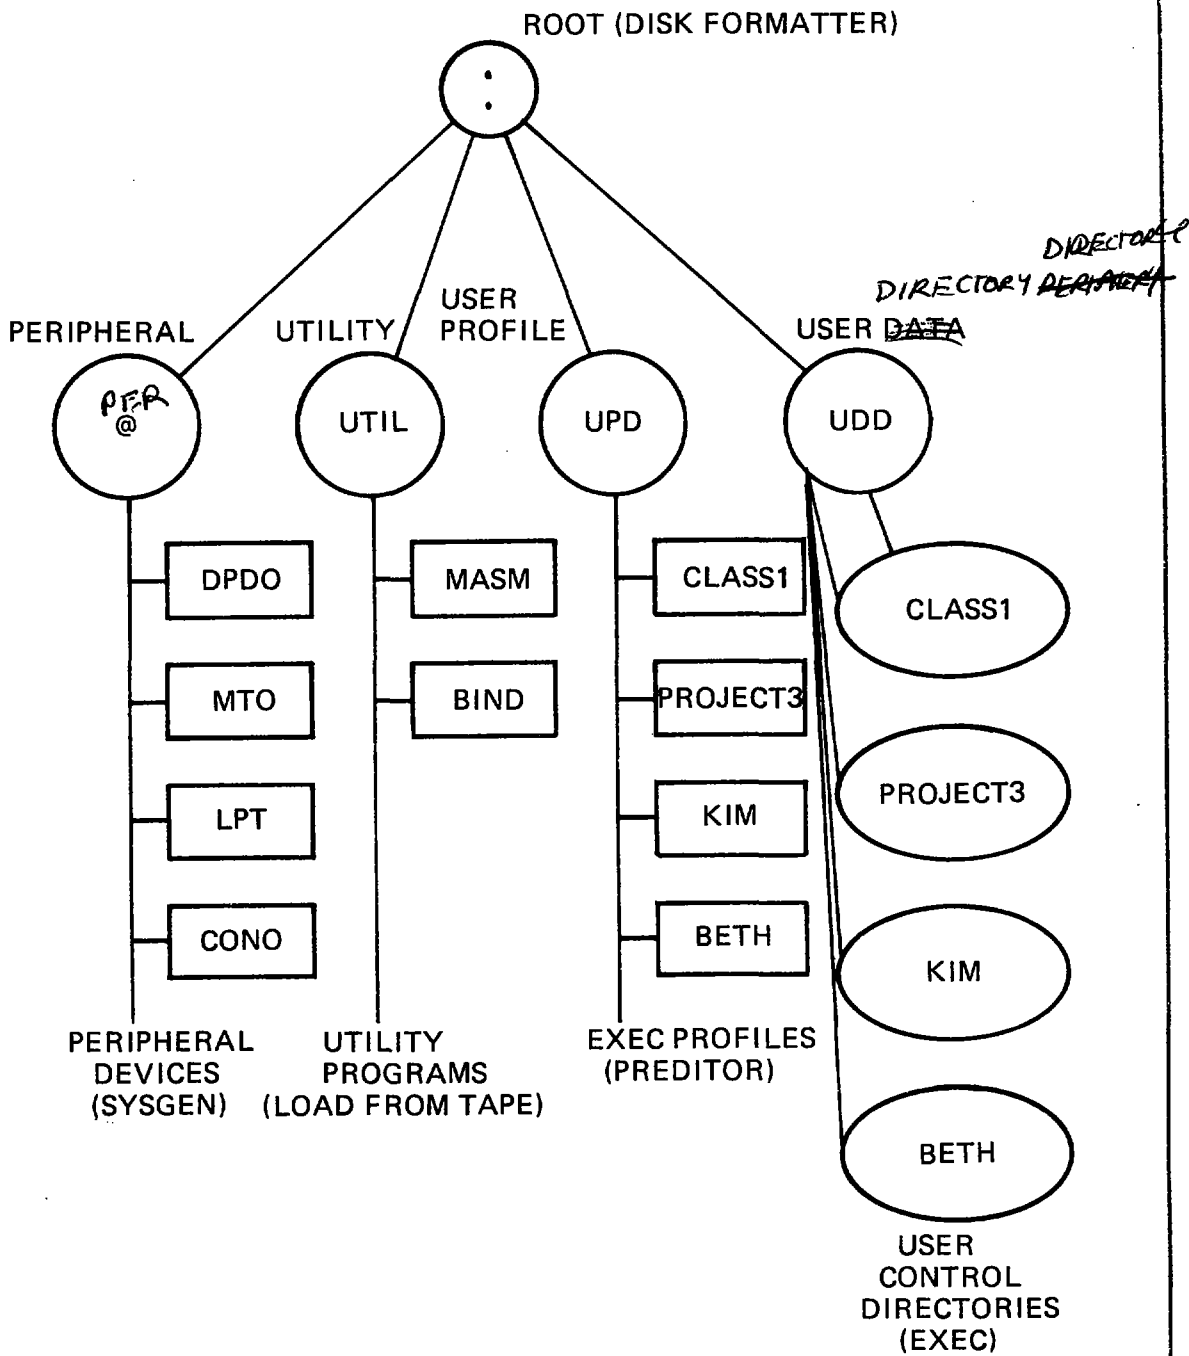 ROOT (DISK FORMATTER)
:
DIRECTORY
DIRECTORY
PERIPHERAL
UTILITY
USER
PROFILE
USER DATA
PER
@
UTIL
UPD
UDD
DPDO
MTO
LPT
CONO
MASM
BIND
CLASS1
PROJECT3
KIM
BETH
CLASS1
PROJECT3
KIM
BETH
PERIPHERAL
DEVICES
(SYSGEN)
UTILITY
PROGRAMS
(LOAD FROM TAPE)
EXEC PROFILES
(PREDITOR)
USER
CONTROL
DIRECTORIES
(EXEC)